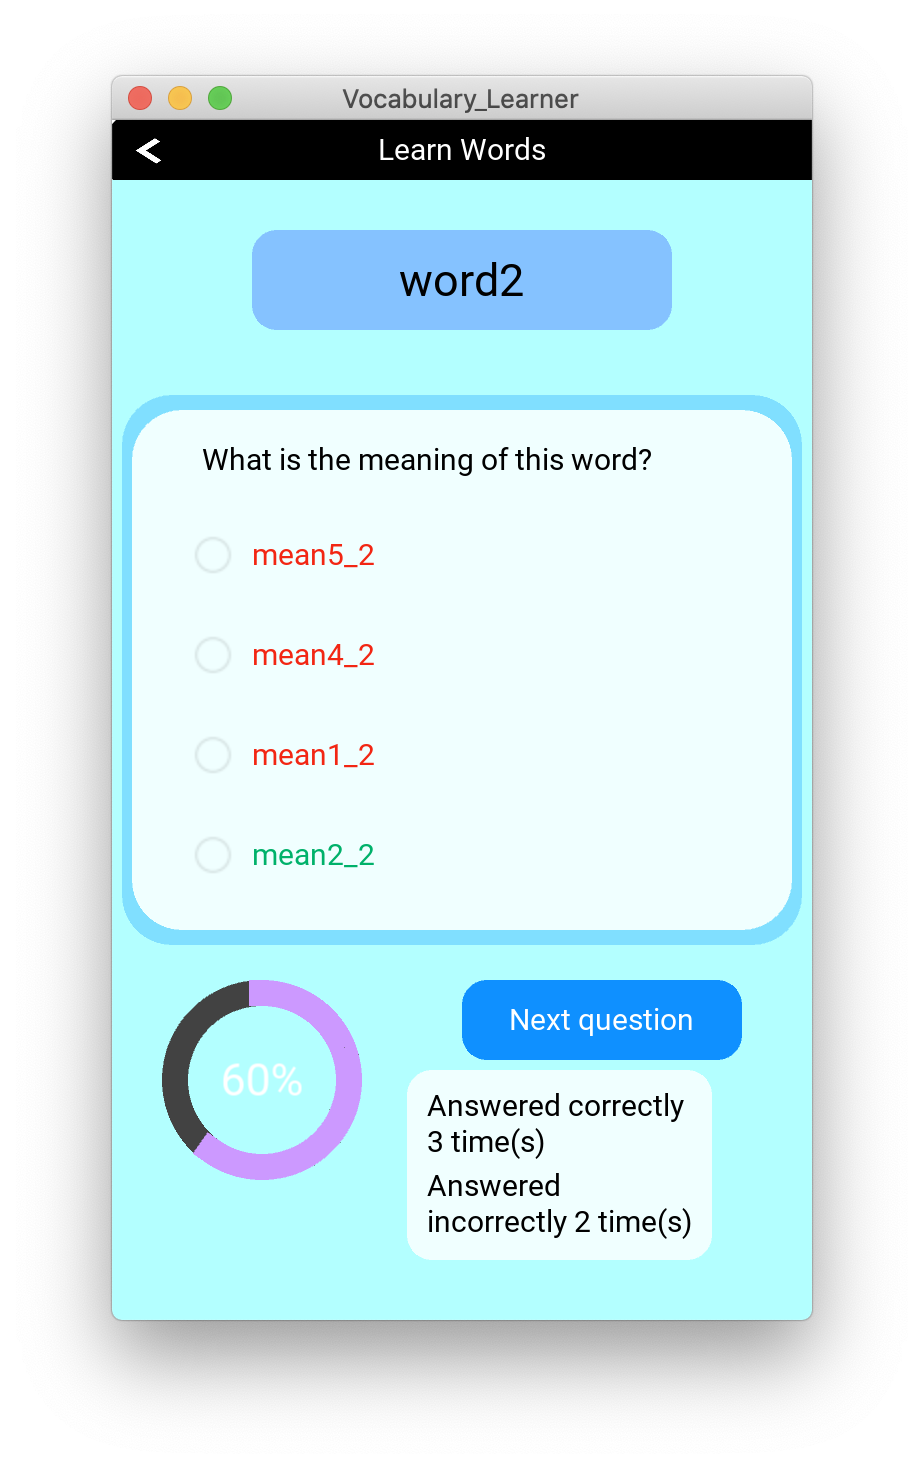 Vocabulary_Learner
Learn Words
word2
What is the meaning of this word?
mean5_2
mean4_2
mean1_2
mean2_2
60%
Next question
Answered correctly
3 time(s)
Answered
incorrectly 2 time(s)